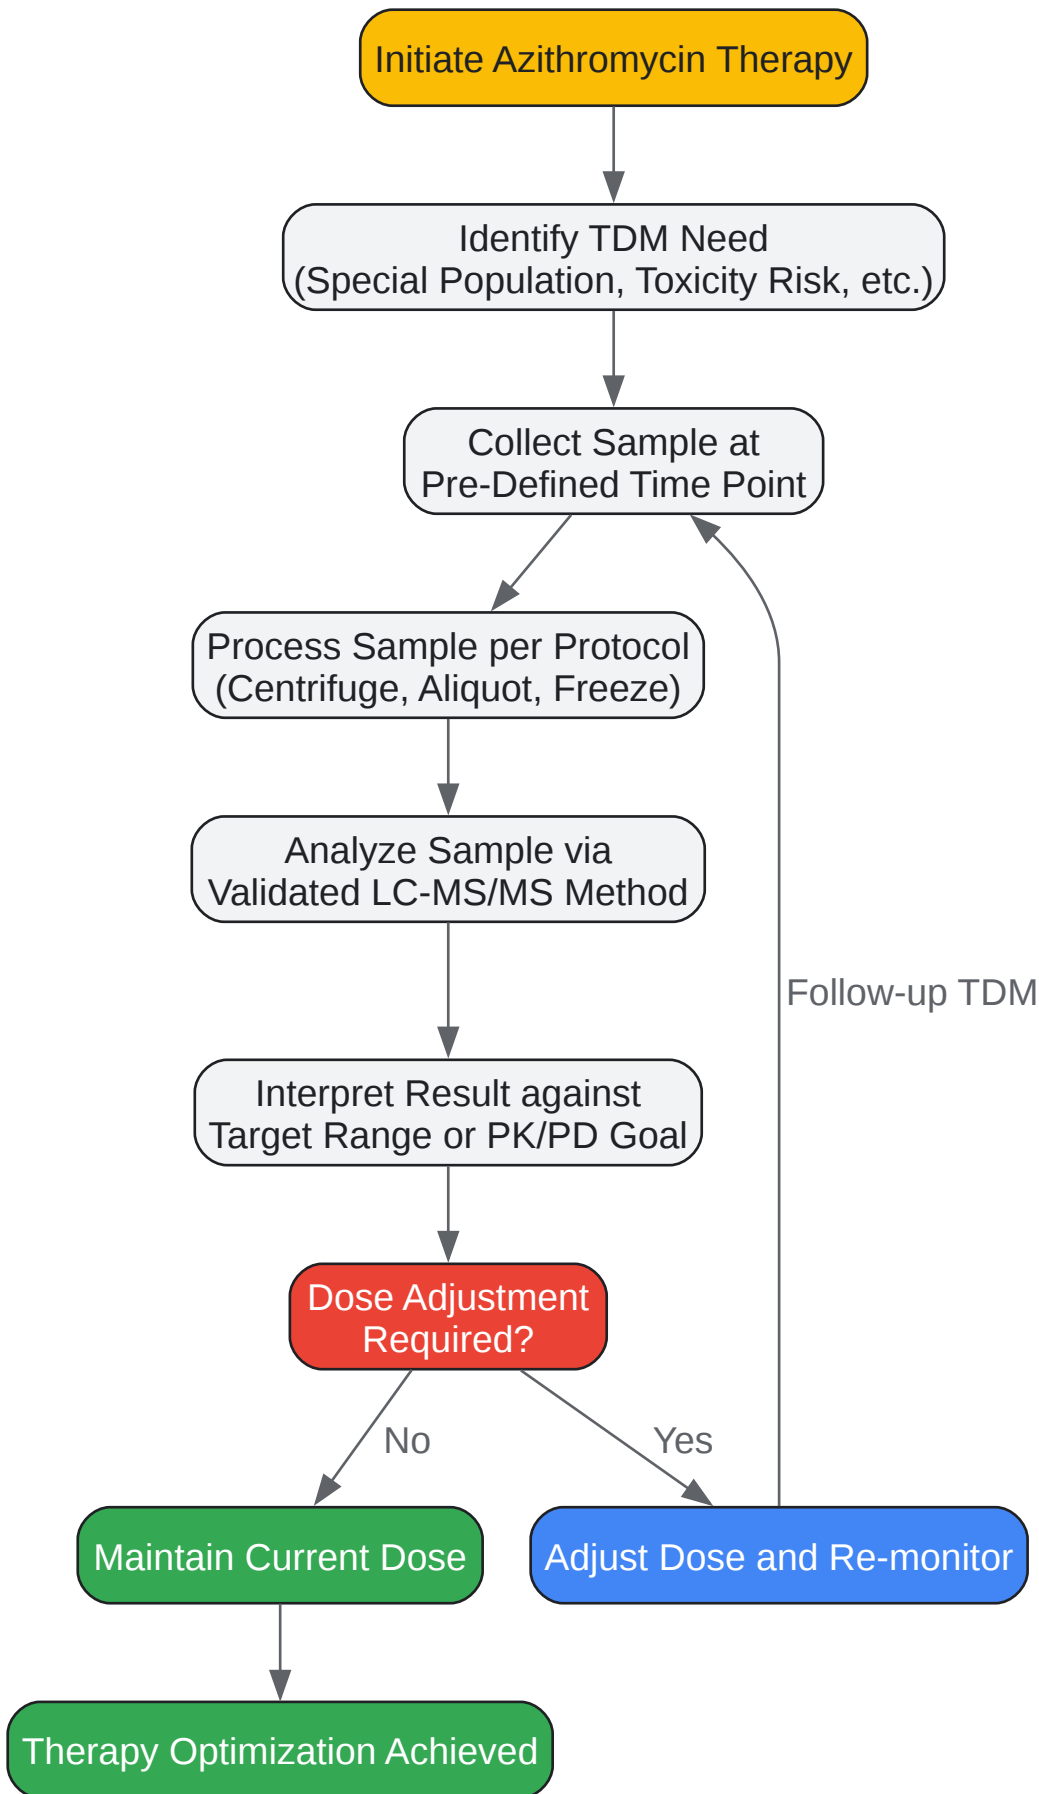 Initiate Azithromycin Therapy
Identify TDM Need
(Special Population, Toxicity Risk, etc.)
Collect Sample at
Pre-Defined Time Point
Process Sample per Protocol
(Centrifuge, Aliquot, Freeze)
Analyze Sample via
Validated LC-MS/MS Method
Follow-up TDM
Interpret Result against
Target Range or PK/PD Goal
Dose Adjustment
Required?
No
Yes
Maintain Current Dose
Adjust Dose and Re-monitor
Therapy Optimization Achieved